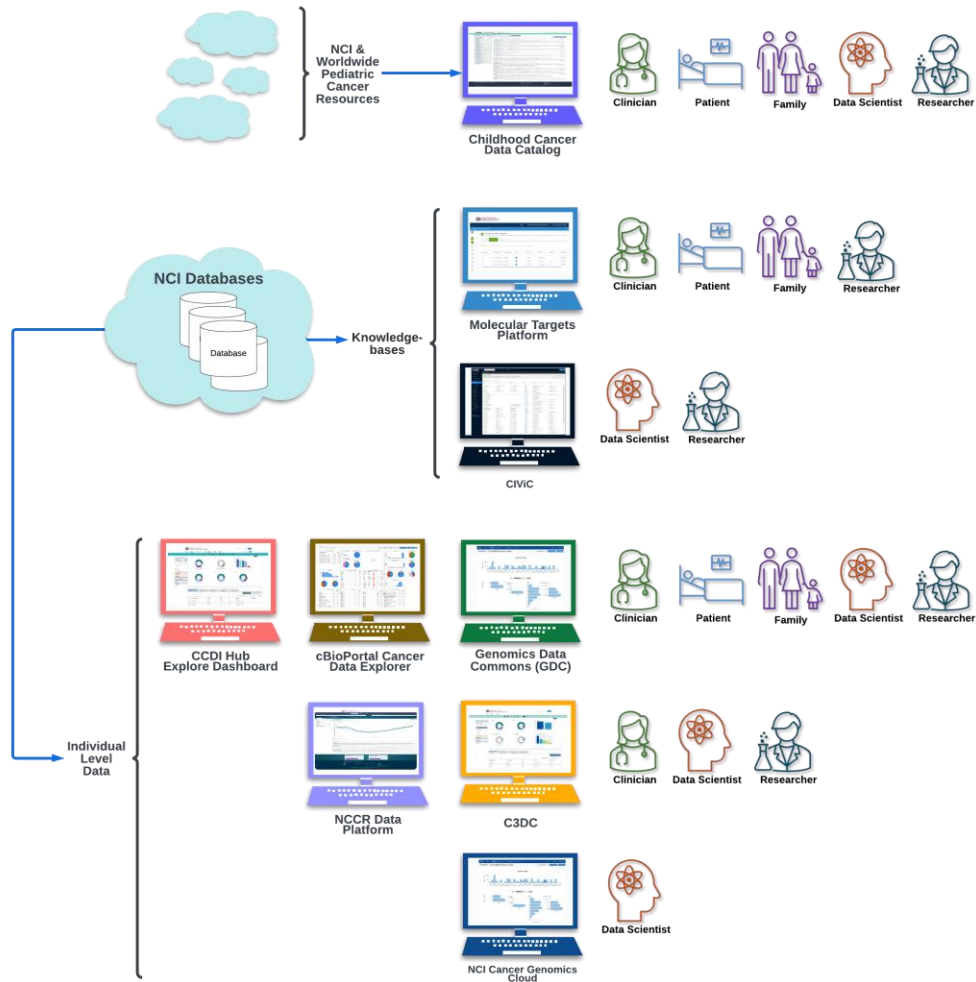 NCI &
Worldwide
Pediatric
Cancer
Resources
Childhood Cancer
Data Catalog
Clinician
Patient
Family
Data Scientist
Researcher
NCI Databases
Database
Knowledge-
bases
Molecular Targets
Platform
Clinician
Patient
Family
Researcher
CIViC
Data Scientist
Researcher
Individual
Level
Data
CCDI Hub
Explore Dashboard
cBioPortal Cancer
Data Explorer
Genomics Data
Commons (GDC)
Clinician
Patient
Family
Data Scientist
Researcher
NCCR Data
Platform
C3DC
Clinician
Data Scientist
Researcher
NCI Cancer Genomics
Cloud
Data Scientist